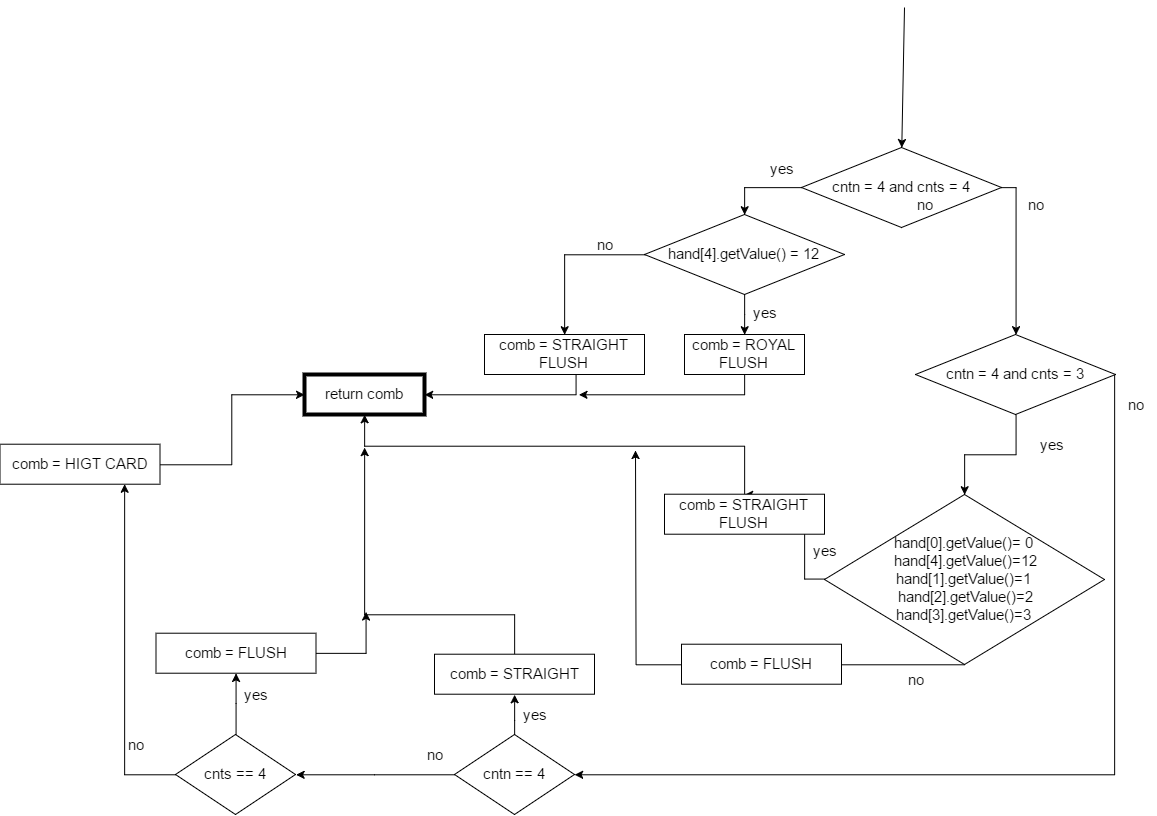 yes
cntn = 4 and cnts = 4
no
no
no
hand[4].getValue() = 12
yes
comb = STRAIGHT
FLUSH
comb = ROYAL
FLUSH
cntn = 4 and cnts = 3
return comb
no
yes
comb = HIGT CARD
comb = STRAIGHT
FLUSH
yes
hand[0].getValue()= 0
hand[4].getValue()=12
hand[1].getValue()=1
hand[2].getValue()=2
hand[3].getValue()=3
comb = FLUSH
comb = FLUSH
no
comb = STRAIGHT
yes
yes
no
no
cnts == 4
cntn == 4